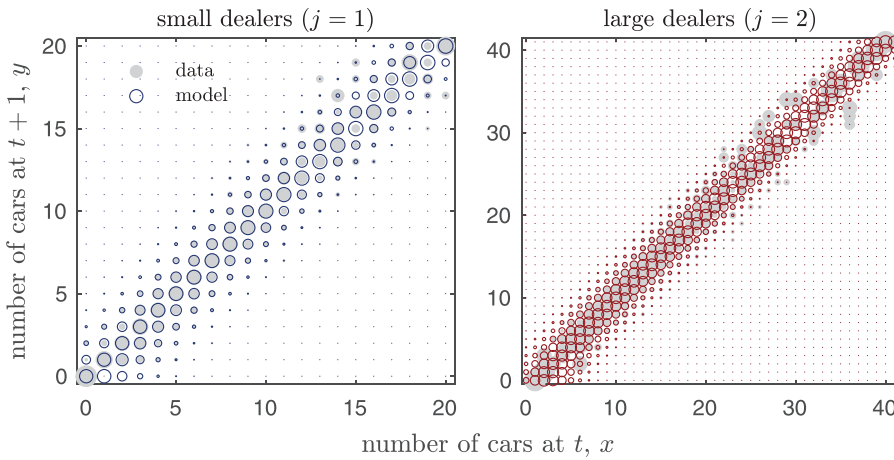 small dealers (j = 1)
large dealers (j = 2)
number of cars at t + 1, y
20
15
10
5
0
data
model
0 5 10 15 20
40
30
20
10
0
0 10 20 30 40
number of cars at t, x